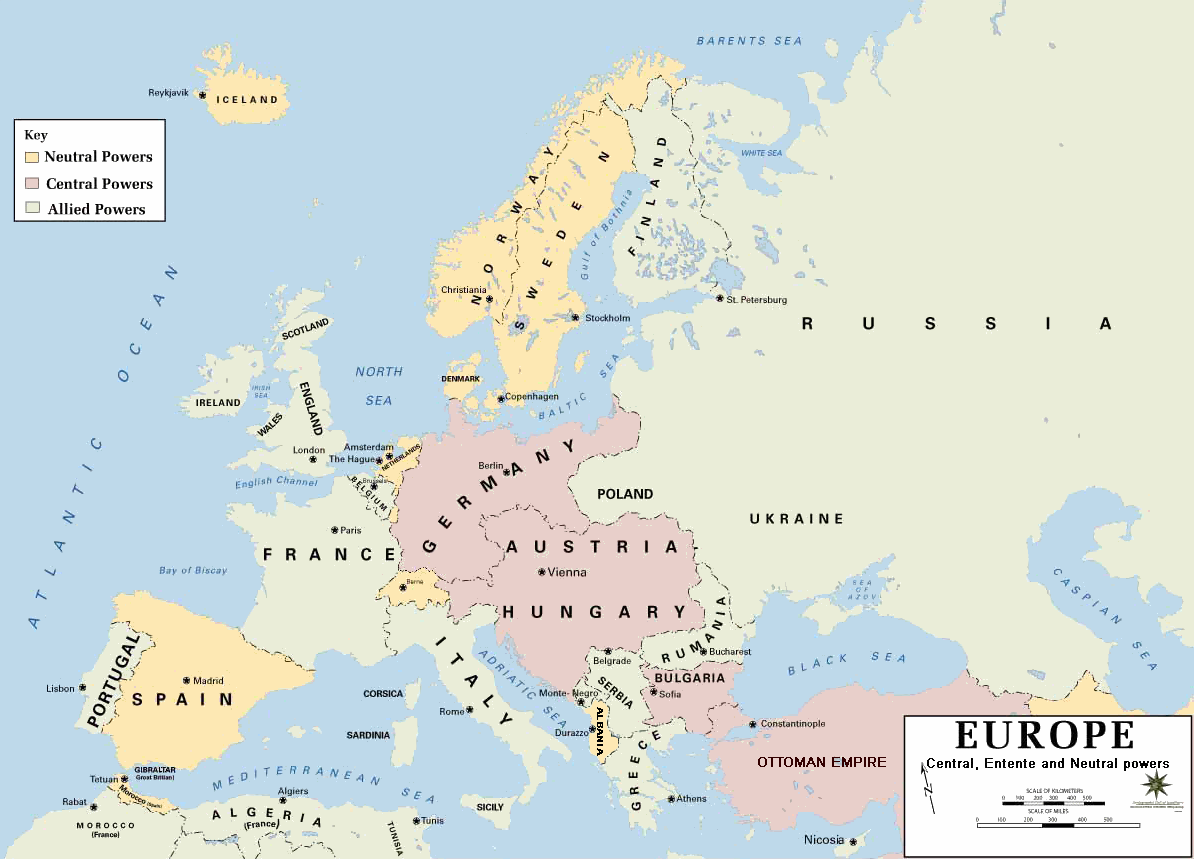 BARENTS SEA
Reykjavík
ICELAND
Key
Neutral Powers
Central Powers
Allied Powers
WHITE SEA
NORWAY
SWEDEN
FINLAND
Gulf of Bothnia
Christiania
St. Petersburg
Stockholm
RUSSIA
ATLANTIC OCEAN
SCOTLAND
NORTH
SEA
BALTIC SEA
DENMARK
Copenhagen
IRELAND
IRISH
SEA
ENGLAND
WALES
London
Amsterdam
The Hague
NETHERLANDS
English Channel
Brussels
BELGIUM
Berlin
GERMANY
POLAND
UKRAINE
Paris
FRANCE
AUSTRIA
Vienna
HUNGARY
Bay of Biscay
Berne
SEA
OF
AZOV
CASPIAN SEA
RUMANIA
Bucharest
BLACK SEA
ITALY
ADRIATIC SEA
Belgrade
SERBIA
BULGARIA
Sofia
PORTUGAL
Lisbon
Madrid
SPAIN
CORSICA
Rome
Monte-Negro
Durazzo
ALBANIA
Constantinople
SARDINIA
GREECE
OTTOMAN EMPIRE
GIBRALTAR
(Great Britian)
Tetuan
Morocco (Spain)
MEDITERRANEAN SEA
Algiers
Rabat
ALGERIA
(France)
MOROCCO
(France)
SICILY
Tunis
TUNISIA
Athens
Nicosia
EUROPE
Central, Entente and Neutral powers
SCALE OF KILOMETERS
0 100 200 300 400 500
SCALE OF MILES
0 100 200 300 400 500
N